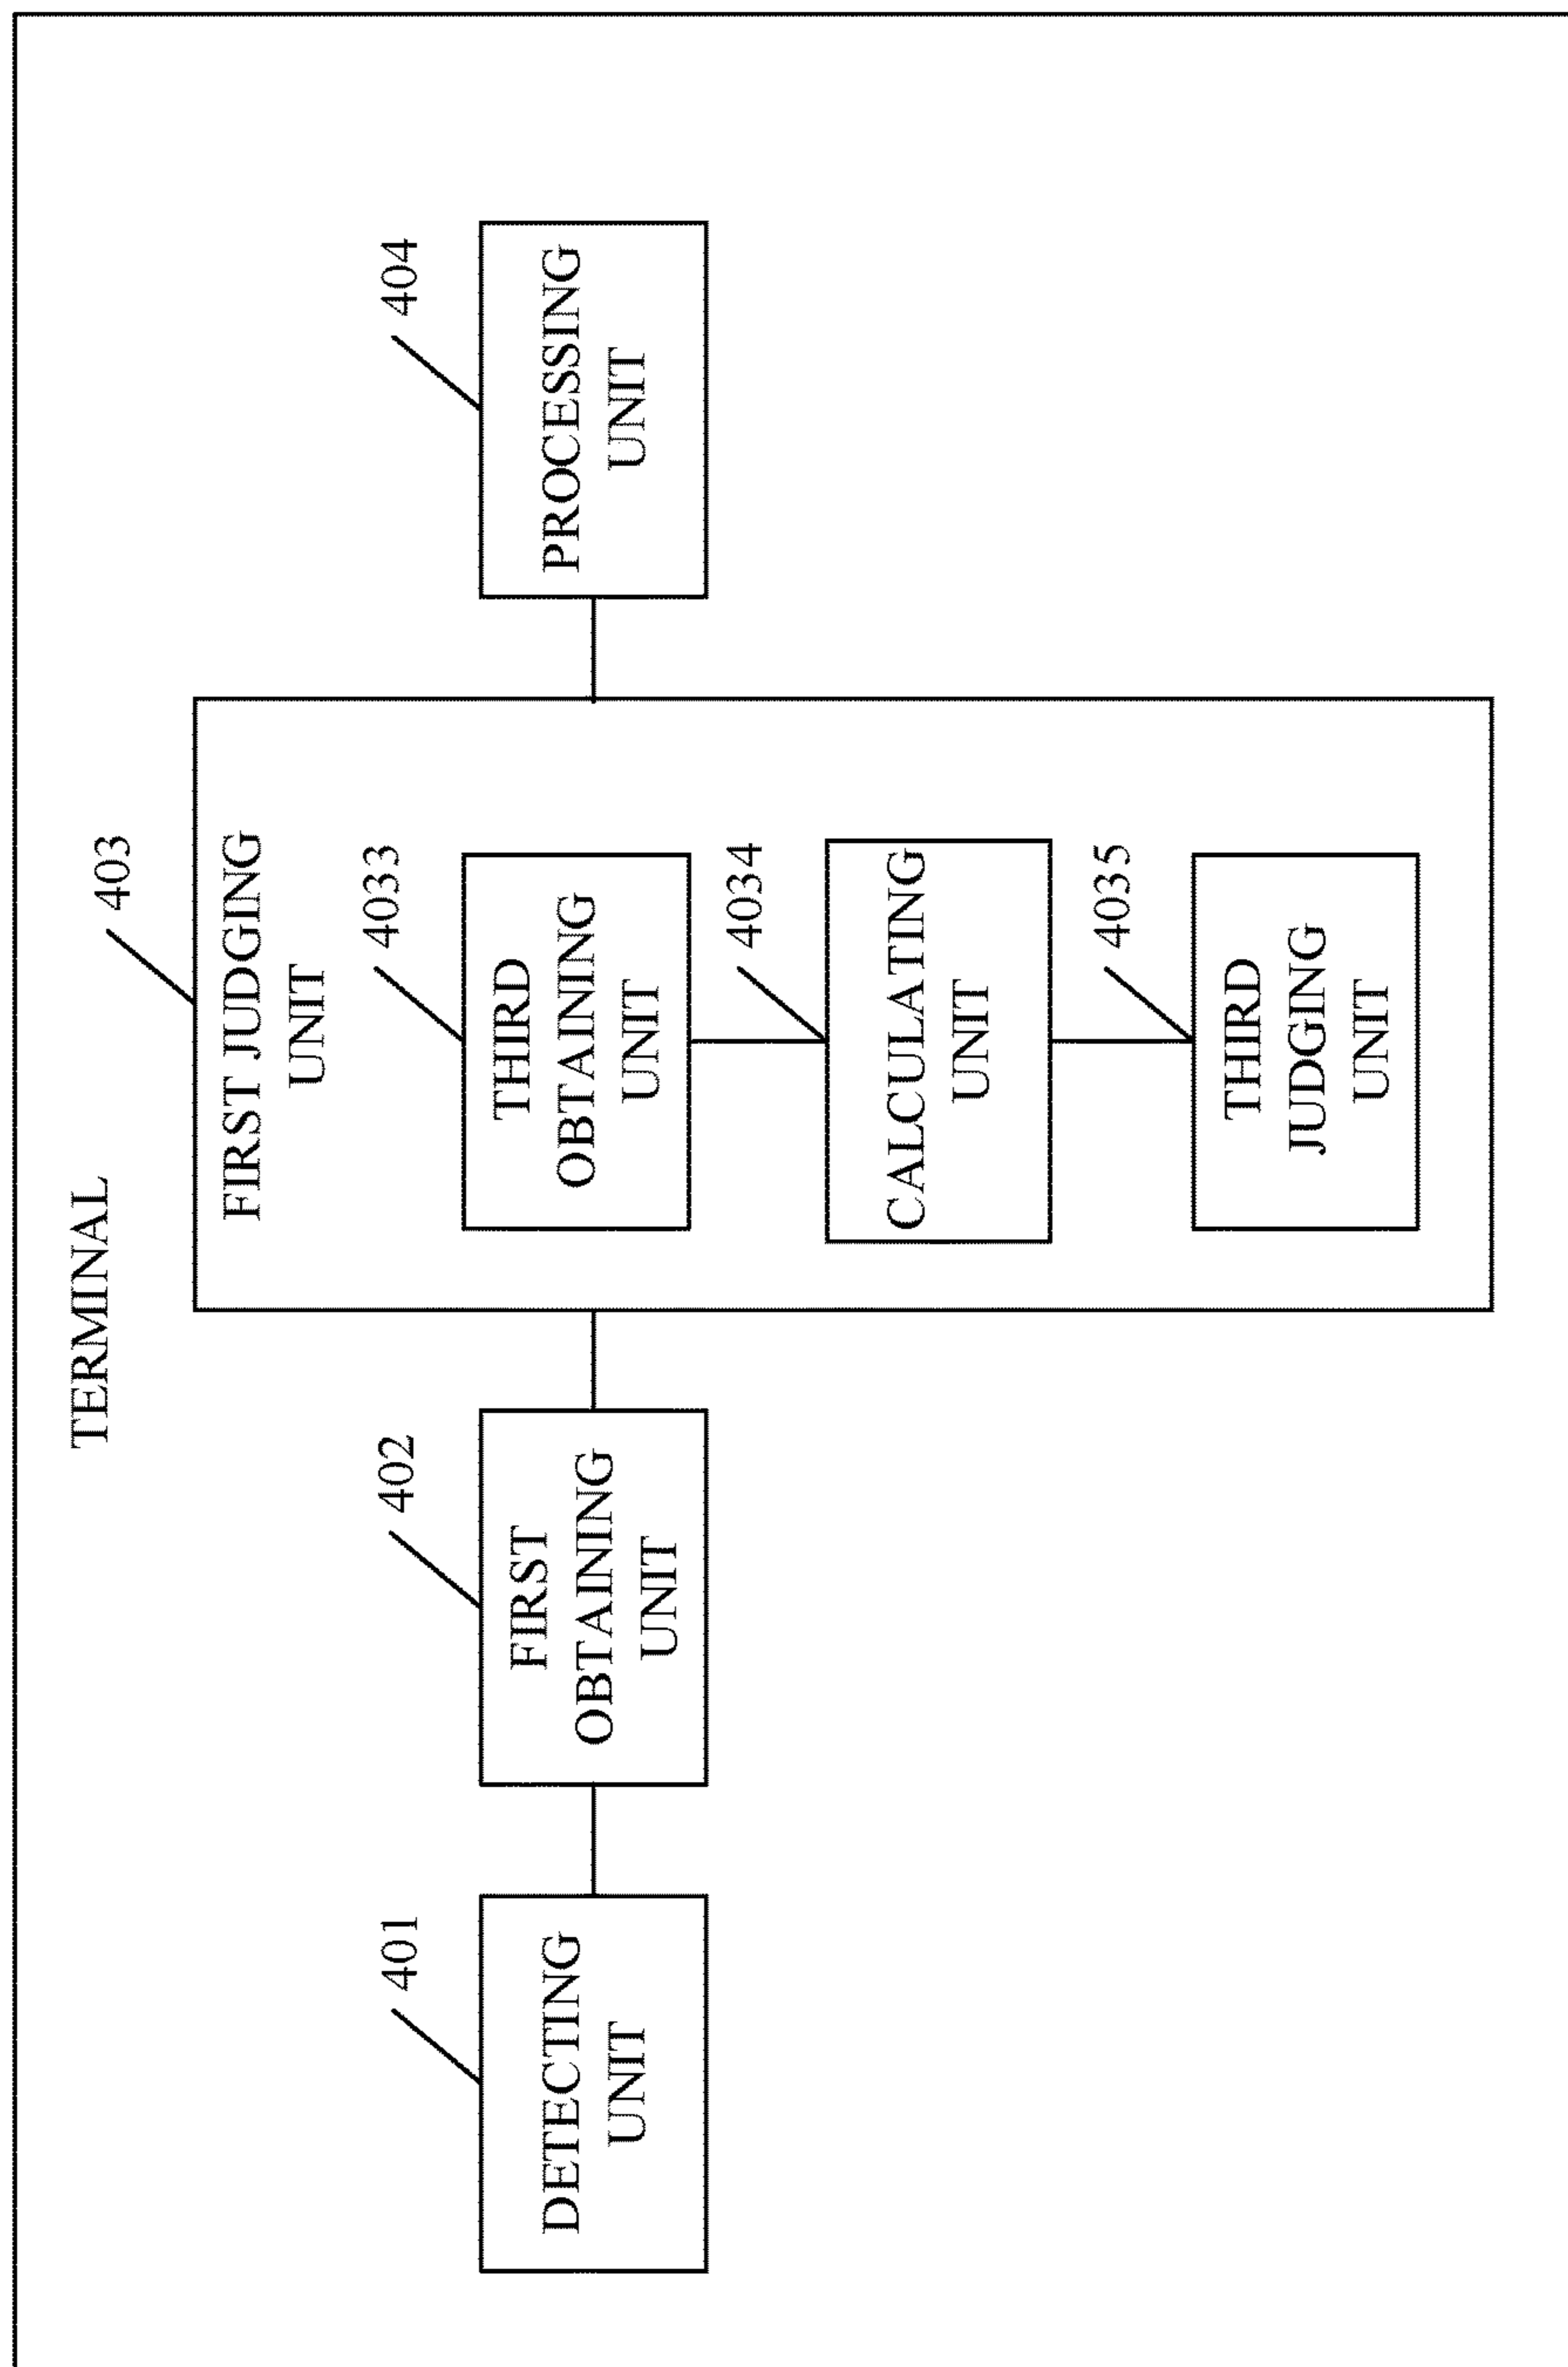 TERMINAL
401
DETECTING
UNIT
402
FIRST
OBTAINING
UNIT
403
FIRST JUDGING
UNIT
4033
THIRD
OBTAINING
UNIT
4034
CALCULATING
UNIT
4035
THIRD
JUDGING
UNIT
404
PROCESSING
UNIT